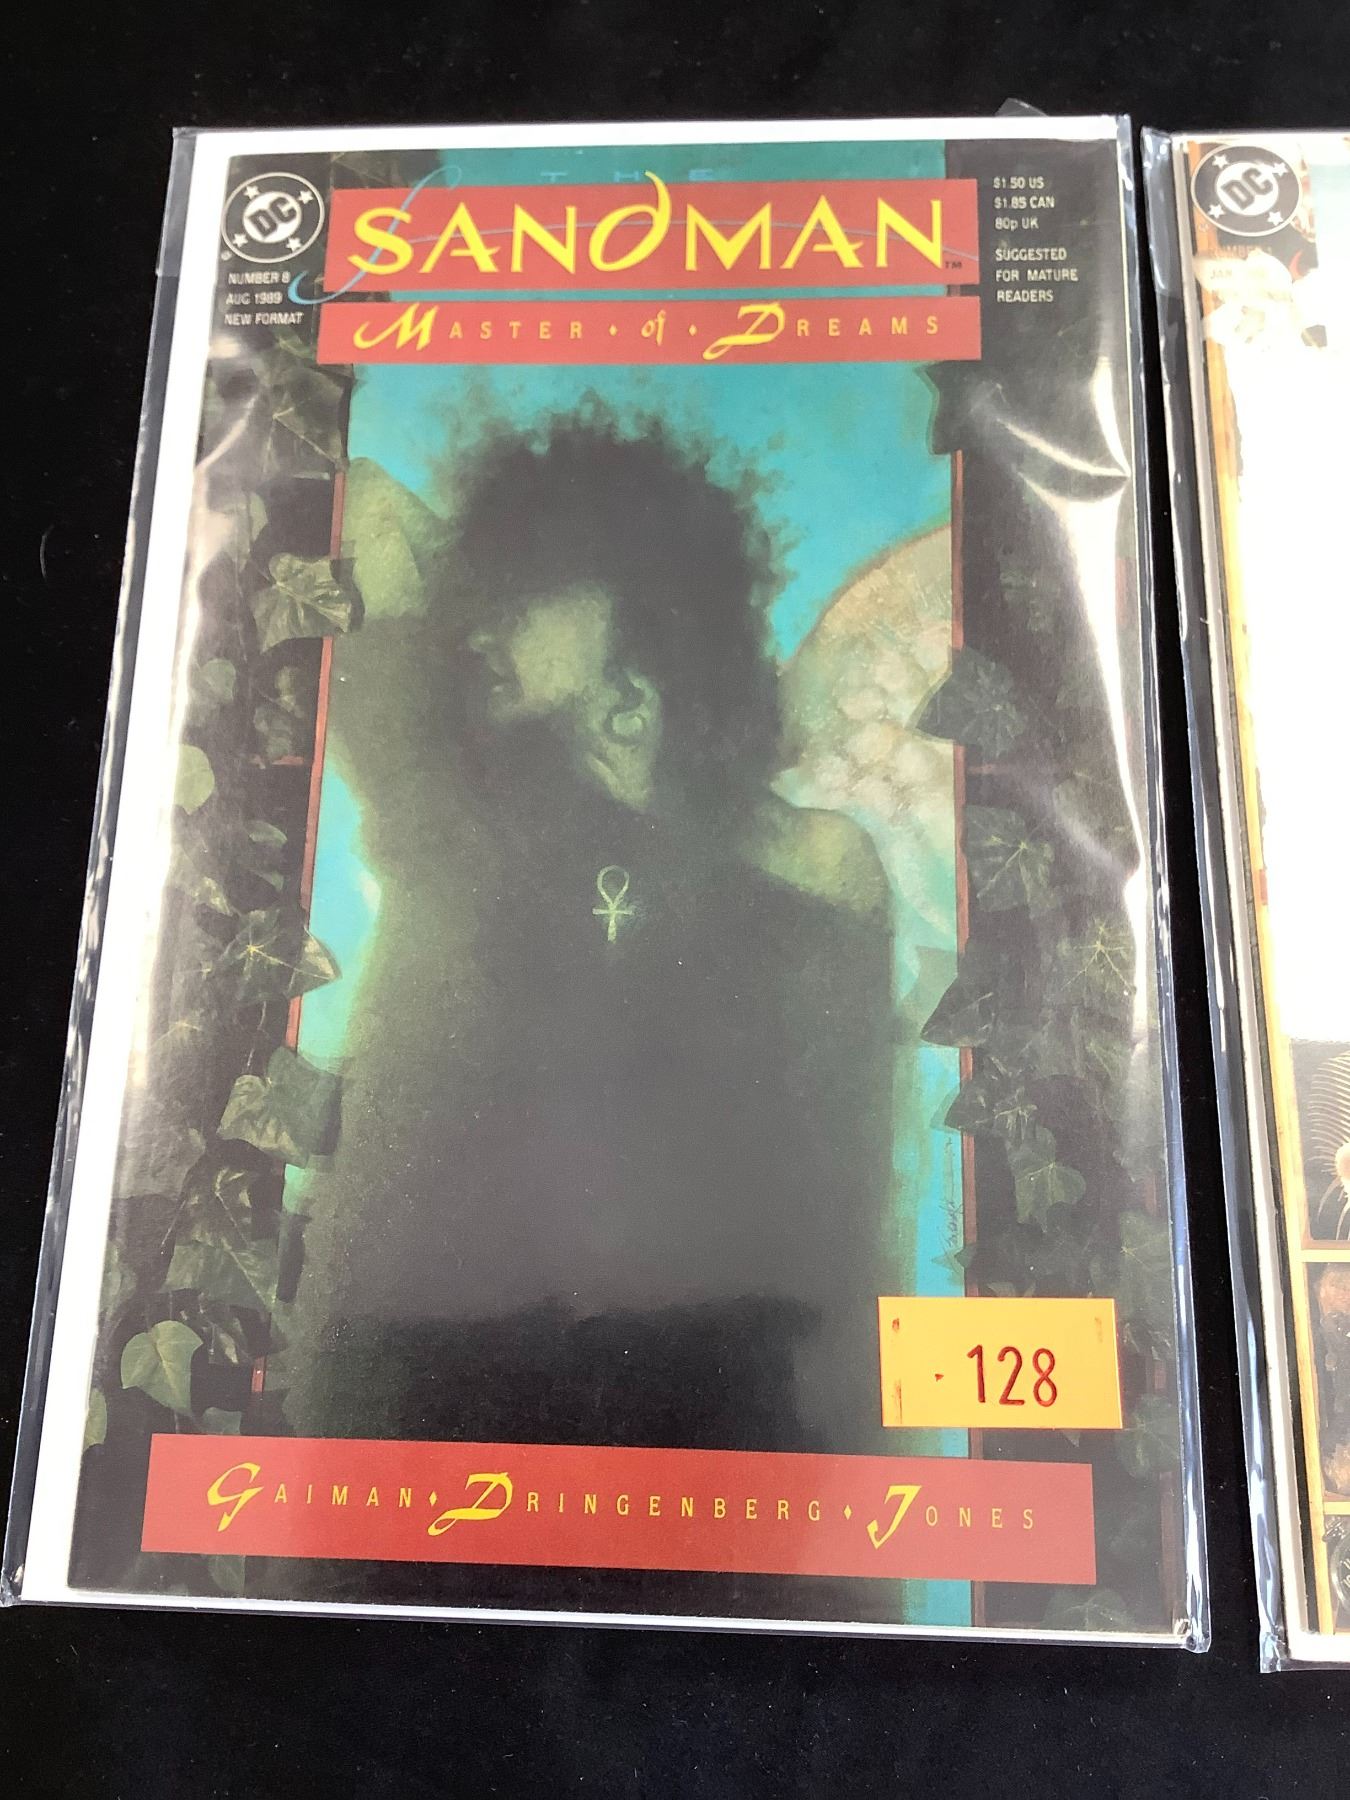 DC
NUMBER 8
AUG 1989
NEW FORMAT
THE
SANDMAN™
MASTER • of • DREAMS
$1.50 US
$1.85 CAN
80p UK
SUGGESTED
FOR MATURE
READERS
128
GAIMAN • DRINGENBERG • JONES
DC